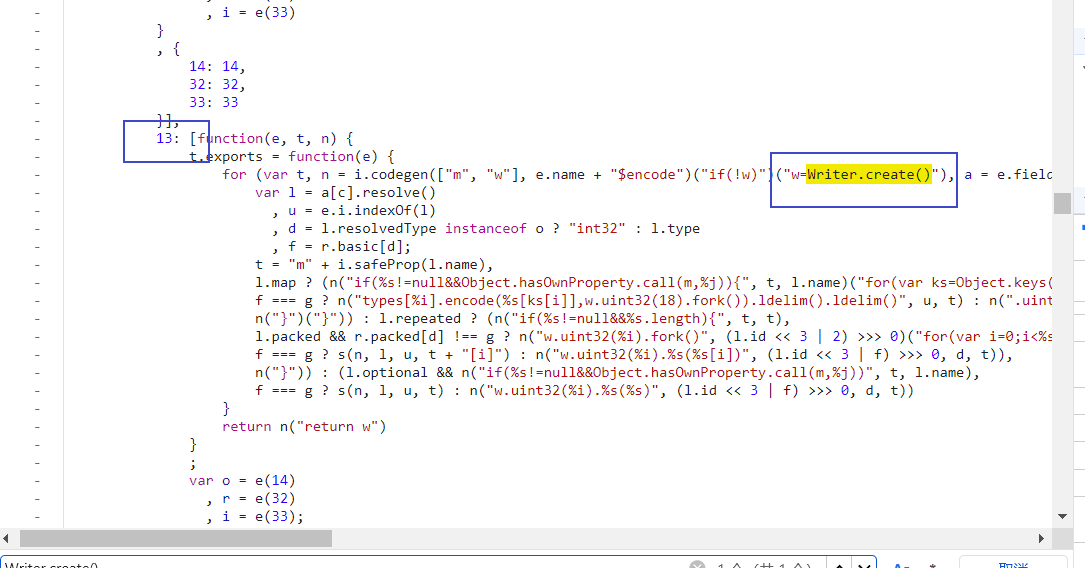 , i = e(33)
}
, {
14: 14,
32: 32,
33: 33
}],
13: [function(e, t, n) {
t.exports = function(e) {
for (var t, n = i.codegen(["m", "w"], e.name + "$encode")("if(!w)")("w=Writer.create()"), a = e.field
var l = a[c].resolve()
, u = e.i.indexOf(l)
, d = l.resolvedType instanceof o ? "int32" : l.type
, f = r.basic[d];
t = "m" + i.safeProp(l.name),
l.map ? (n("if(%s!=null&&Object.hasOwnProperty.call(m,%j)){", t, l.name)("for(var ks=Object.keys(
f === g ? n("types[%i].encode(%s[ks[i]],w.uint32(18).fork()).ldelim().ldelim()", u, t) : n(".uint
n("}")("}")) : l.repeated ? (n("if(%s!=null&&%s.length){", t, t),
l.packed && r.packed[d] !== g ? n("w.uint32(%i).fork()", (l.id << 3 | 2) >>> 0)("for(var i=0;i<%s
f === g ? s(n, l, u, t + "[i]") : n("w.uint32(%i).%s(%s[i])", (l.id << 3 | f) >>> 0, d, t)),
n("}")) : (l.optional && n("if(%s!=null&&Object.hasOwnProperty.call(m,%j))", t, l.name),
f === g ? s(n, l, u, t) : n("w.uint32(%i).%s(%s)", (l.id << 3 | f) >>> 0, d, t))
}
return n("return w")
}
;
var o = e(14)
, r = e(32)
, i = e(33);
Writer.create() 1 个 (共 1 个) Aa .* 取消